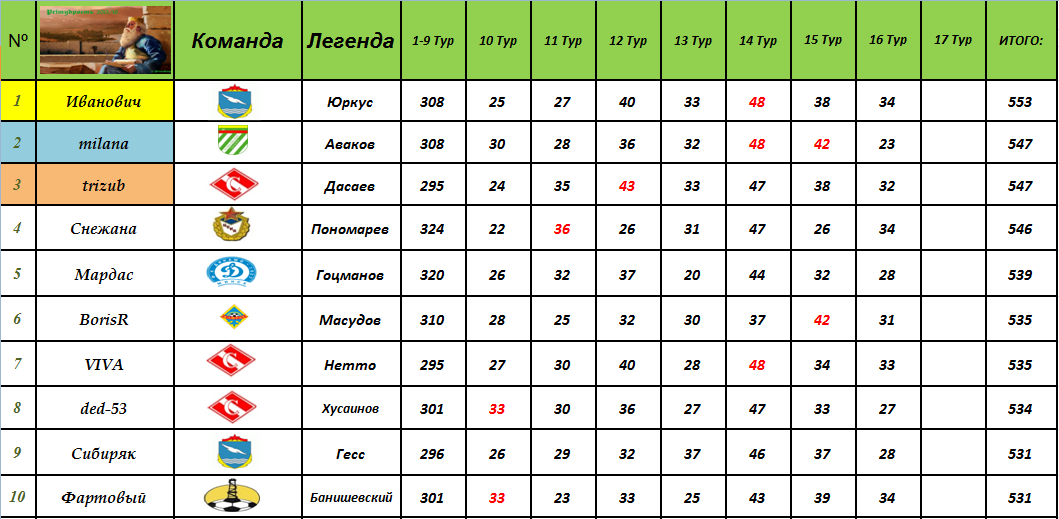 Nº Команда Легенда 1-9 Тур 10 Тур 11 Тур 12 Тур 13 Тур 14 Тур 15 Тур 16 Тур 17 Тур ИТОГО:
1 Иванович Юркус 308 25 27 40 33 48 38 34 553
2 milana Аваков 308 30 28 36 32 48 42 23 547
3 trizub Дасаев 295 24 35 43 33 47 38 32 547
4 Снежана Пономарев 324 22 36 26 31 47 26 34 546
5 Мардас Гоцманов 320 26 32 37 20 44 32 28 539
6 BorisR Масудов 310 28 25 32 30 37 42 31 535
7 VIVA Нетто 295 27 30 40 28 48 34 33 535
8 ded-53 Хусаинов 301 33 30 36 27 47 33 27 534
9 Сибиряк Гесс 296 26 29 32 37 46 37 28 531
10 Фартовый Банишевский 301 33 23 33 25 43 39 34 531